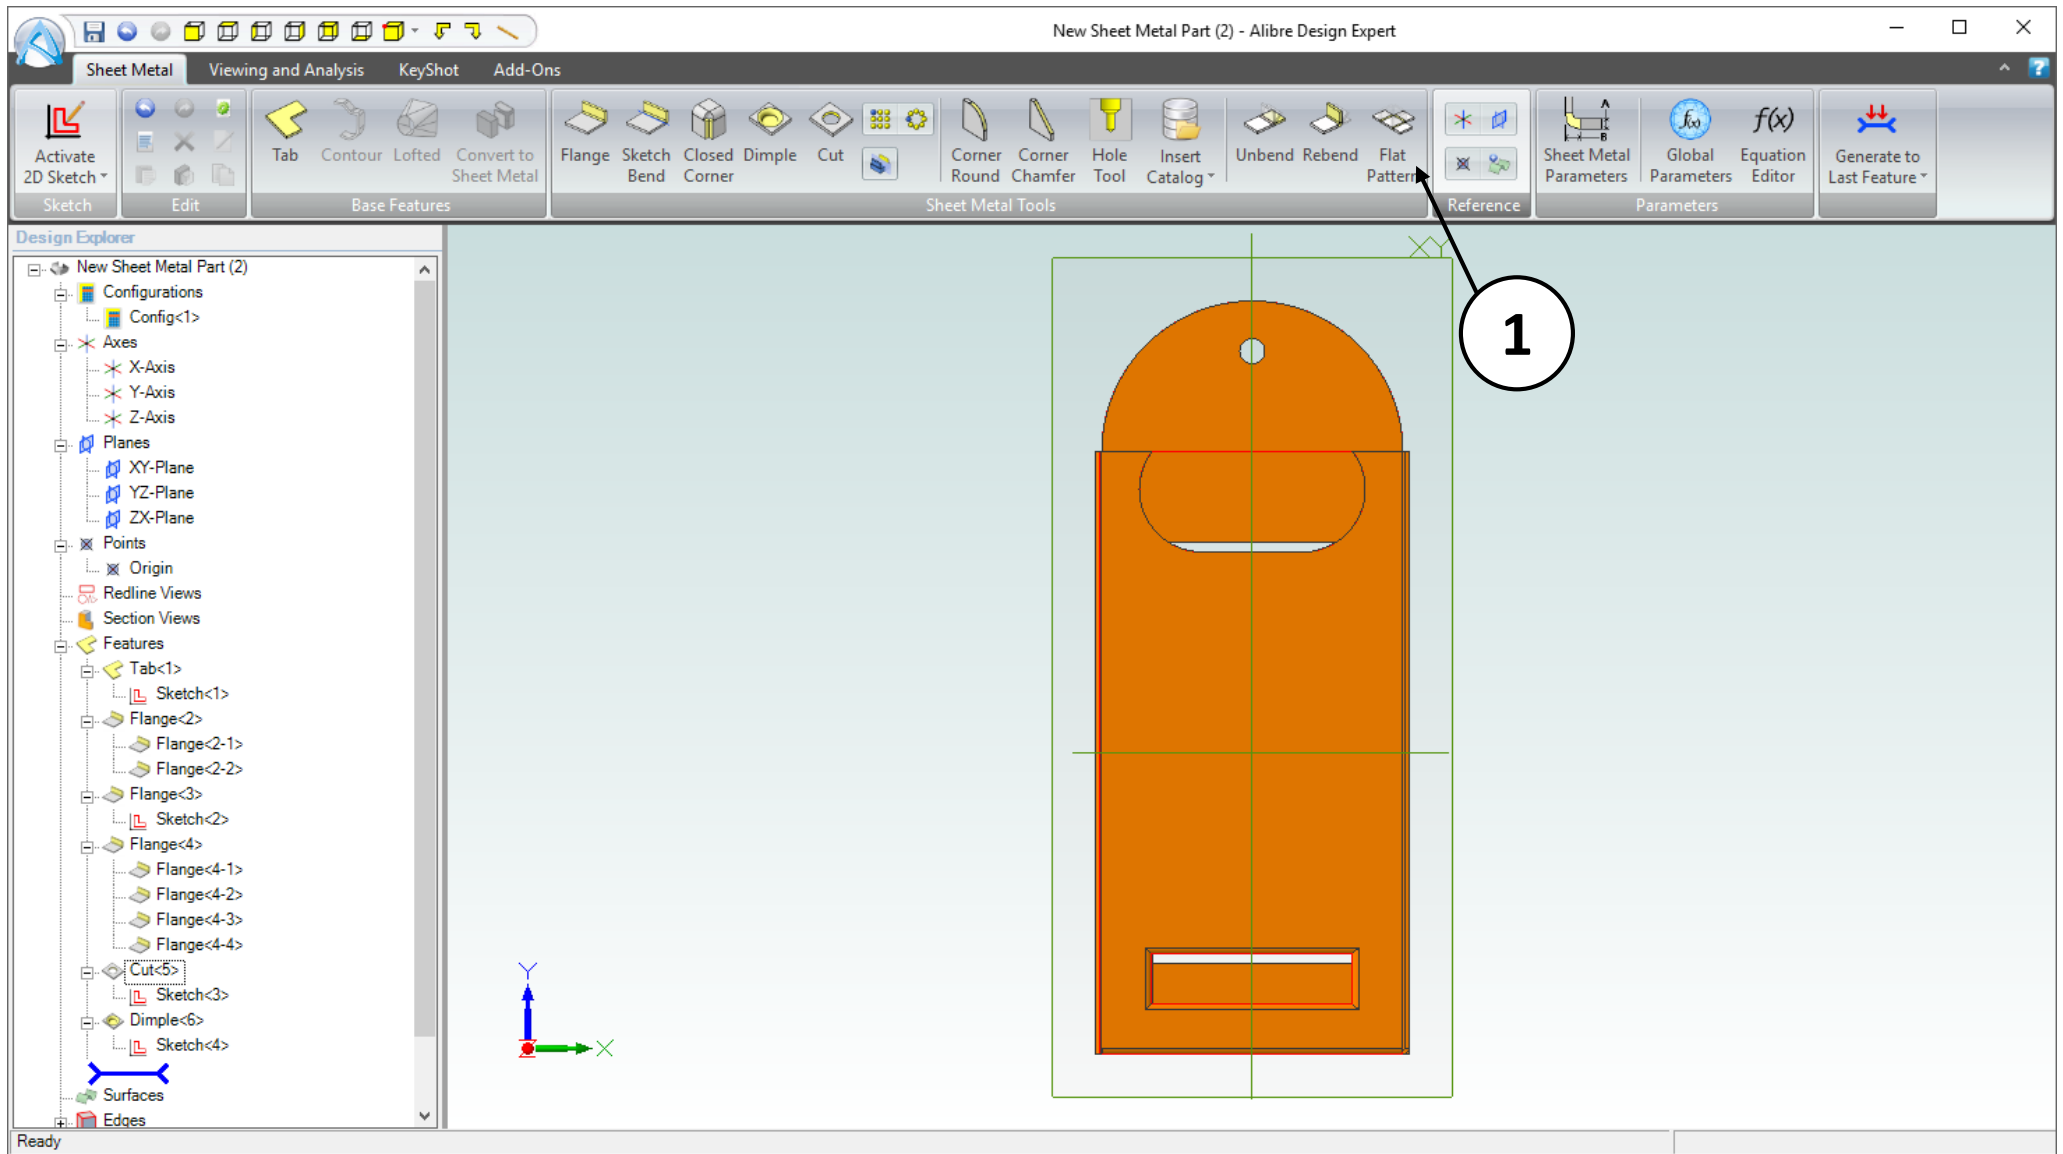 New Sheet Metal Part (2) - Alibre Design Expert
Sheet Metal
Viewing and Analysis
KeyShot
Add-Ons
Activate
2D Sketch
Tab
Contour
Lofted
Convert to
Sheet Metal
Flange
Sketch
Bend
Closed
Corner
Dimple
Cut
Corner
Round
Corner
Chamfer
Hole
Tool
Insert
Catalog
Unbend
Rebend
Flat
Pattern
Sheet Metal
Parameters
f(x)
Global
Parameters
f(x)
Equation
Editor
Generate to
Last Feature
Sketch
Edit
Base Features
Sheet Metal Tools
Reference
Parameters
Design Explorer
New Sheet Metal Part (2)
Configurations
Config<1>
Axes
X-Axis
Y-Axis
Z-Axis
Planes
XY-Plane
YZ-Plane
ZX-Plane
Points
Origin
Redline Views
Section Views
Features
Tab<1>
Sketch<1>
Flange<2>
Flange<2-1>
Flange<2-2>
Flange<3>
Sketch<2>
Flange<4>
Flange<4-1>
Flange<4-2>
Flange<4-3>
Flange<4-4>
Cut<5>
Sketch<3>
Dimple<6>
Sketch<4>
Surfaces
Edges
XY
1
Y
X
Ready